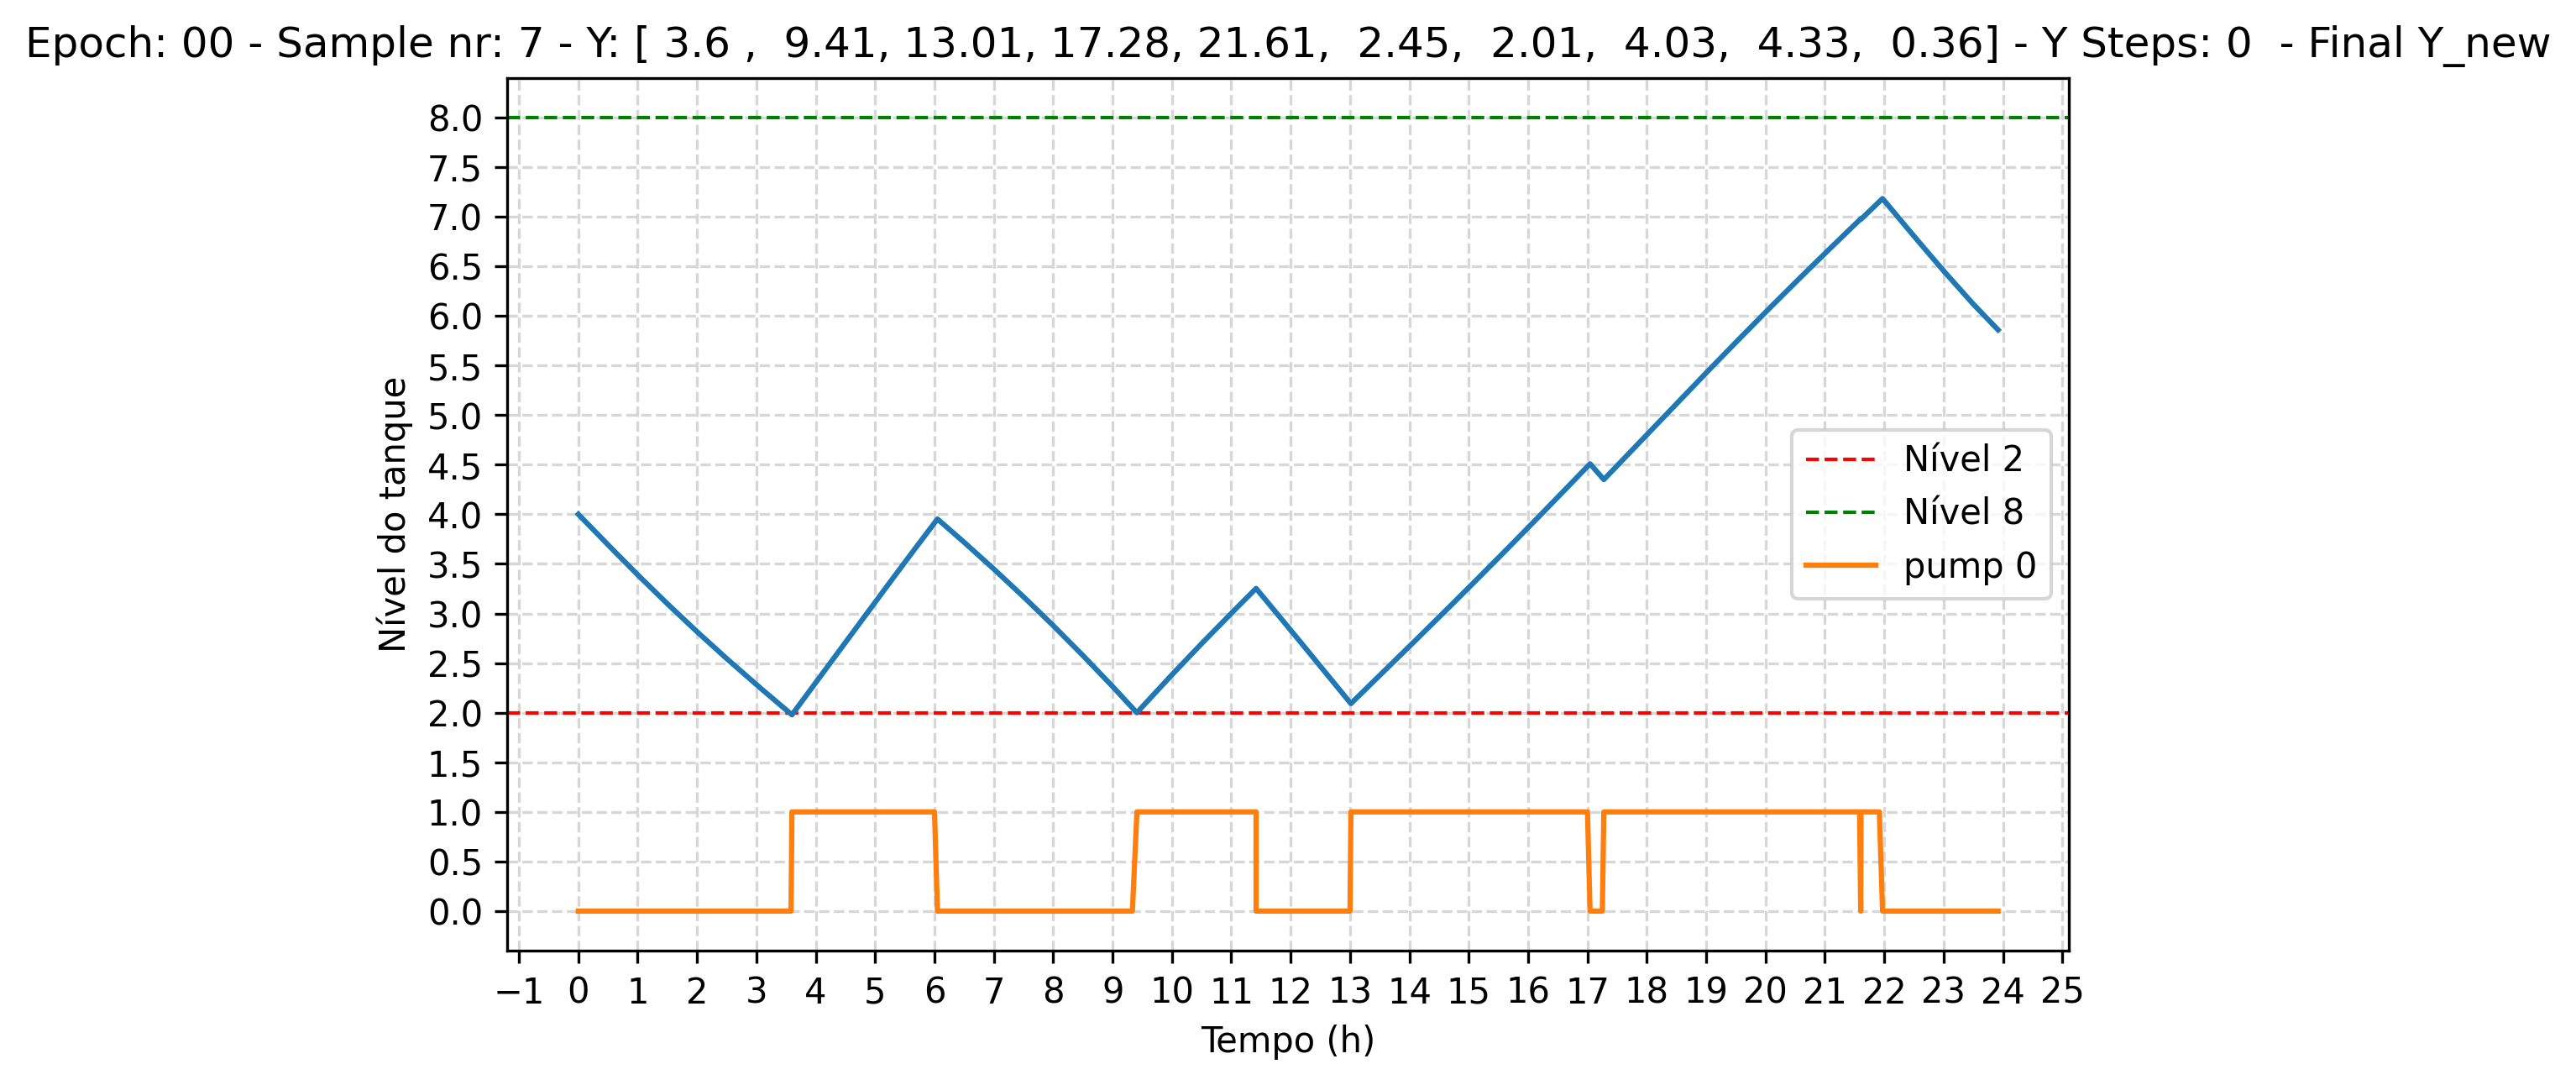 Epoch: 00 - Sample nr: 7 - Y: [ 3.6 ,  9.41, 13.01, 17.28, 21.61,  2.45,  2.01,  4.03,  4.33,  0.36] - Y Steps: 0  - Final Y_new
8.0
7.5
7.0
6.5
6.0
5.5
5.0
4.5
4.0
3.5
3.0
2.5
2.0
1.5
1.0
0.5
0.0
Nível do tanque
Nível 2
Nível 8
pump 0
−1 0 1 2 3 4 5 6 7 8 9 10 11 12 13 14 15 16 17 18 19 20 21 22 23 24 25
Tempo (h)